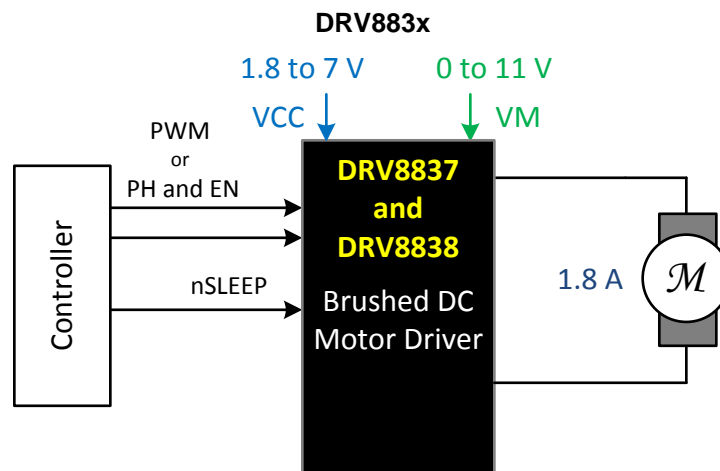 DRV883x
1.8 to 7 V
0 to 11 V
VCC
VM
PWM
or
PH and EN
nSLEEP
Controller
DRV8837
and
DRV8838
Brushed DC
Motor Driver
1.8 A
M